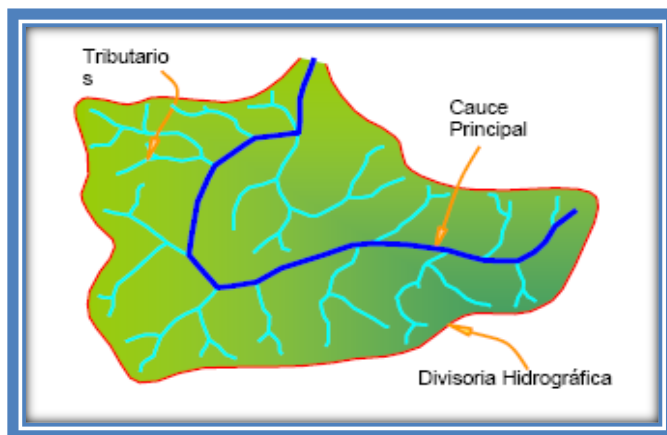 Tributario
s
Cauce
Principal
Divisoria Hidrográfica